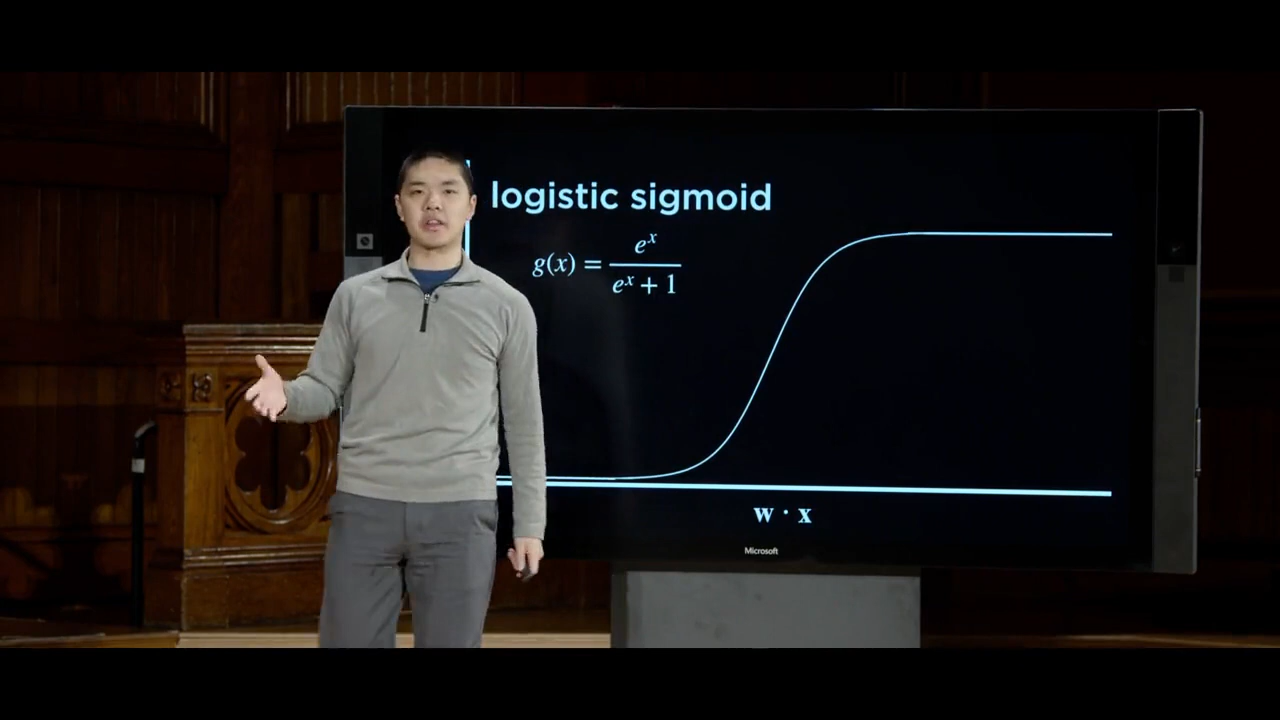 logistic sigmoid
g(x) = e^x / (e^x + 1)
w · x
Microsoft